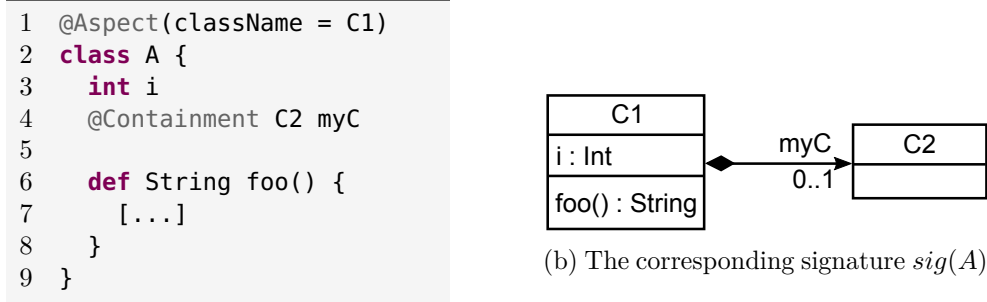 1 @Aspect(className = C1)
2 class A {
3 int i
4 @Containment C2 myC
5
6 def String foo() {
7 [...]
8 }
9 }
C1
i : Int
foo() : String
myC
0..1
C2
(b) The corresponding signature sig(A)